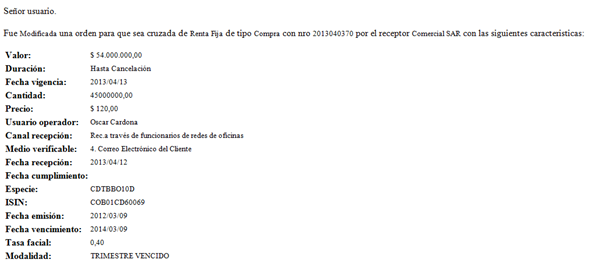 Señor usuario.
Fue Modificada una orden para que sea cruzada de Renta Fija de tipo Compra con nro 2013040370 por el receptor Comercial SAR con las siguientes caracteristicas:
Valor: $ 54.000.000,00
Duración: Hasta Cancelación
Fecha vigencia: 2013/04/13
Cantidad: 45000000,00
Precio: $ 120,00
Usuario operador: Oscar Cardona
Canal recepción: Rec.a través de funcionarios de redes de oficinas
Medio verificable: 4. Correo Electrónico del Cliente
Fecha recepción: 2013/04/12
Fecha cumplimiento:
Especie: CDTBBO10D
ISIN: COB01CD60069
Fecha emisión: 2012/03/09
Fecha vencimiento: 2014/03/09
Tasa facial: 0,40
Modalidad: TRIMESTRE VENCIDO